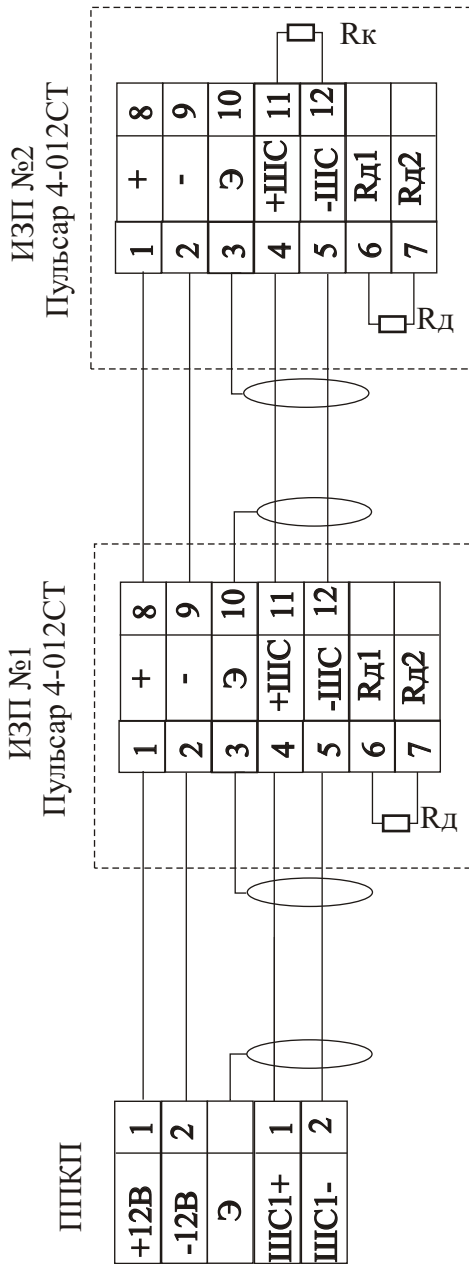 ППКП
+12В 1
-12В 2
Э
ШС1+ 1
ШС1- 2
ИЗП №1
Пульсар 4-012СТ
1 + 8
2 - 9
3 Э 10
4 +ШС 11
5 -ШС 12
6 Rд1
7 Rд2
Rд
ИЗП №2
Пульсар 4-012СТ
1 + 8
2 - 9
3 Э 10
4 +ШС 11
5 -ШС 12
6 Rд1
7 Rд2
Rд
Rк